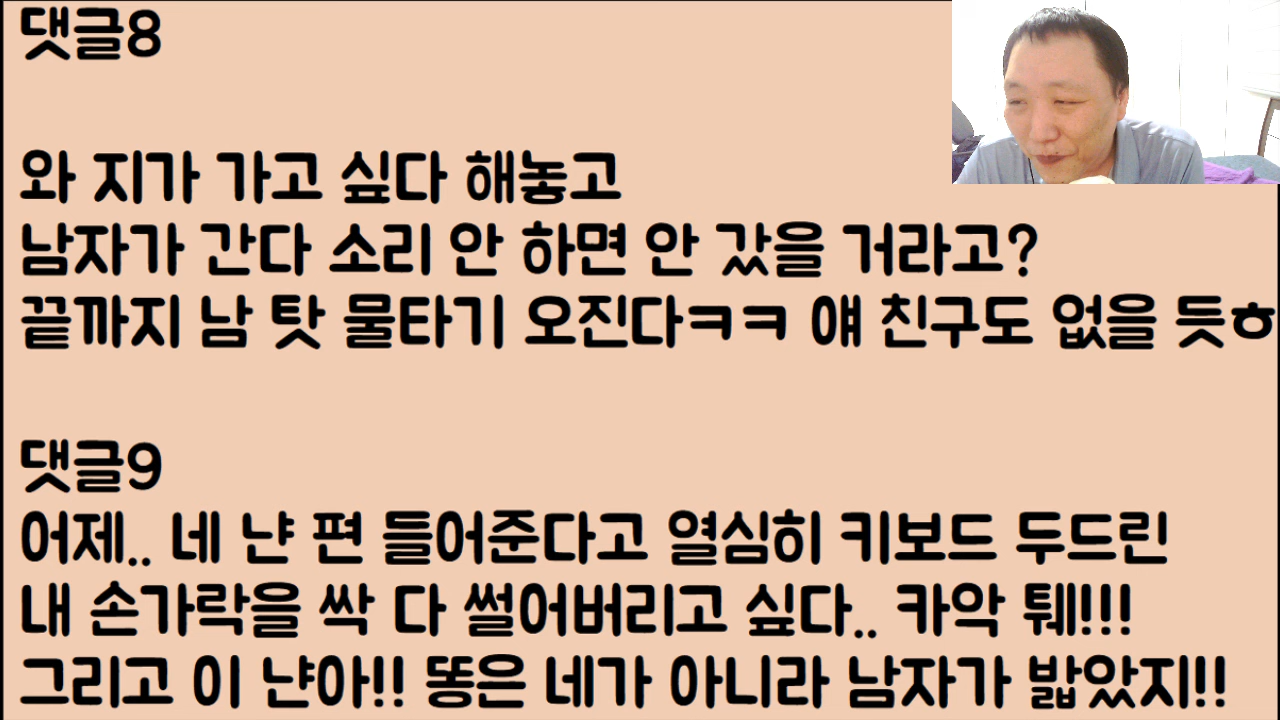 댓글8
와 지가 가고 싶다 해놓고
남자가 간다 소리 안 하면 안 갔을 거라고?
끝까지 남 탓 물타기 오진다ㅋㅋ 얘 친구도 없을 듯ㅎ
댓글9
어제.. 네 냔 편 들어준다고 열심히 키보드 두드린
내 손가락을 싹 다 썰어버리고 싶다.. 카악 퉤!!!
그리고 이 냔아!! 똥은 네가 아니라 남자가 밟았지!!